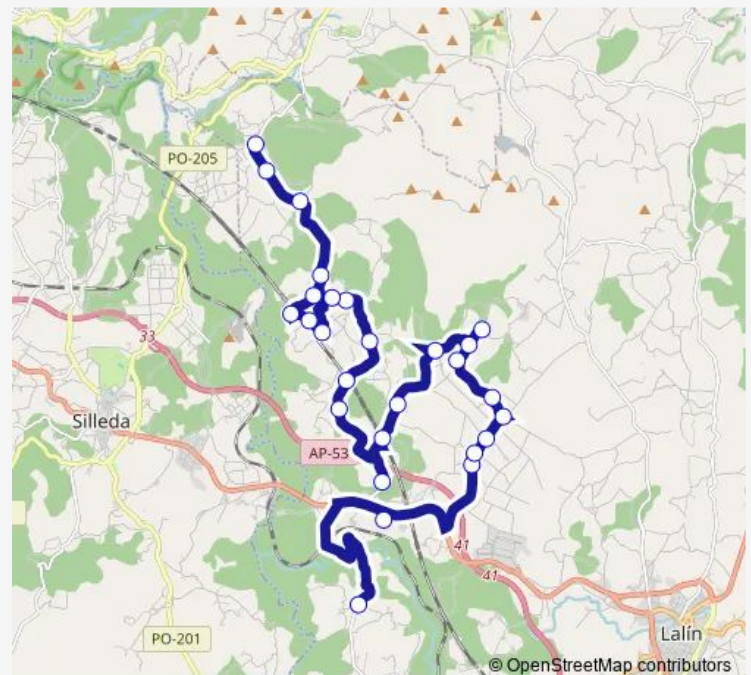 PO-205
33
Silleda
AP-53
41
41
Lalín
PO-201
© OpenStreetMap contributors